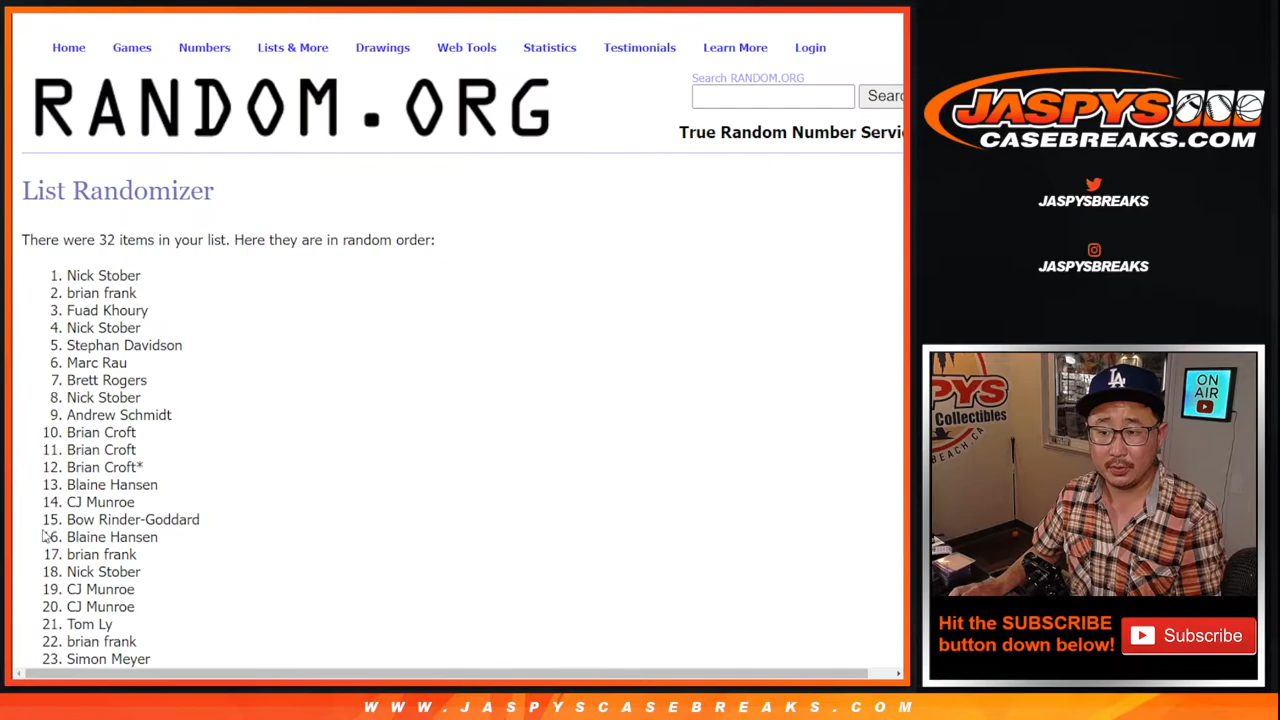 Home Games Numbers Lists & More Drawings Web Tools Statistics Testimonials Learn More Login
RANDOM.ORG
Search RANDOM.ORG
Searc
True Random Number Servi
List Randomizer
There were 32 items in your list. Here they are in random order:
1. Nick Stober
2. brian frank
3. Fuad Khoury
4. Nick Stober
5. Stephan Davidson
6. Marc Rau
7. Brett Rogers
8. Nick Stober
9. Andrew Schmidt
10. Brian Croft
11. Brian Croft
12. Brian Croft*
13. Blaine Hansen
14. CJ Munroe
15. Bow Rinder-Goddard
16. Blaine Hansen
17. brian frank
18. Nick Stober
19. CJ Munroe
20. CJ Munroe
21. Tom Ly
22. brian frank
23. Simon Meyer
JASPYS
CASEBREAKS.COM
JASPYSBREAKS
JASPYSBREAKS
PYS
Collectibles
BEACH, CA
LA
ON
AIR
Hit the SUBSCRIBE
button down below!
Subscribe
WWW.JASPYSCASEBREAKS.COM